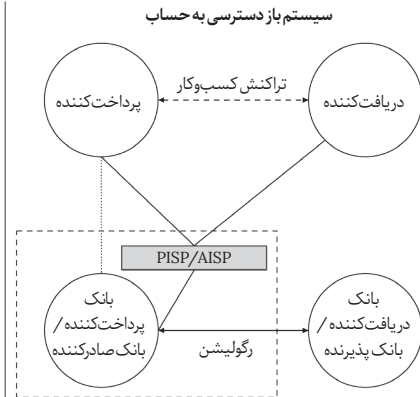 سیستم باز دسترسی به حساب
دریافت‌کننده
تراکنش کسب‌وکار
پرداخت‌کننده
PISP/AISP
بانک
دریافت‌کننده/
بانک پذیرنده
رگولیشن
بانک
پرداخت‌کننده/
بانک صادرکننده